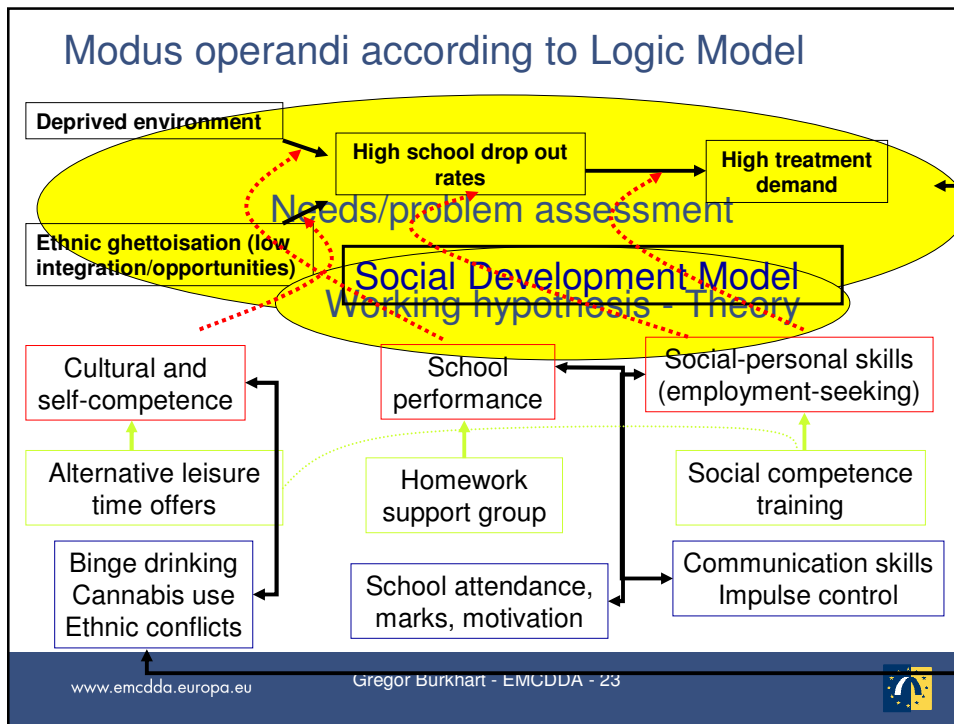 Modus operandi according to Logic Model
Deprived environment
High school drop out
rates
High treatment
demand
Needs/problem assessment
Ethnic ghettoisation (low
integration/opportunities)
Social Development Model
Working hypothesis - Theory
Cultural and
self-competence
School
performance
Social-personal skills
(employment-seeking)
Alternative leisure
time offers
Homework
support group
Social competence
training
Binge drinking
Cannabis use
Ethnic conflicts
School attendance,
marks, motivation
Communication skills
Impulse control
www.emcdda.europa.eu
Gregor Burkhart - EMCDDA - 23